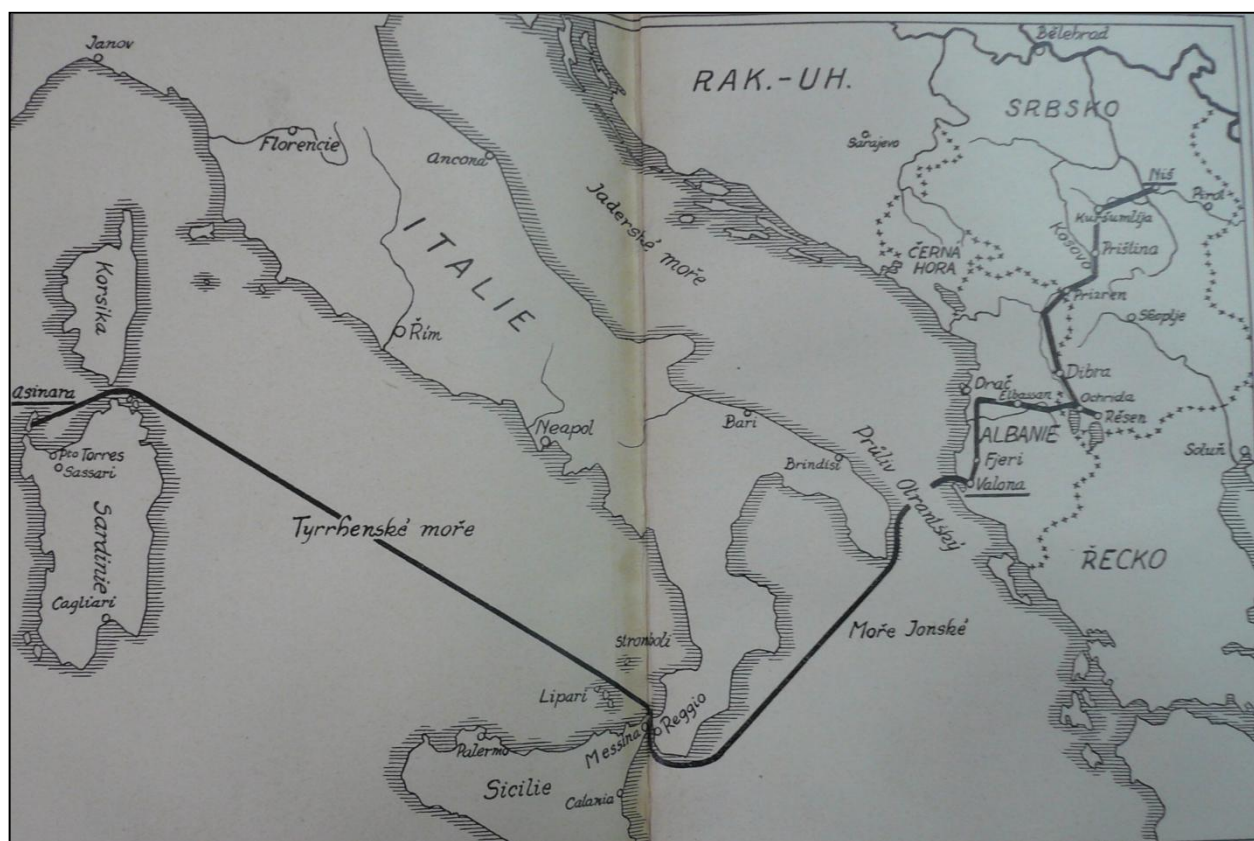 Janov
Florencie
Ancona
ITALIE
Korsika
Řím
Asinara
Pto Torres
Sassari
Sardinie
Cagliari
Tyrrhenské moře
Neapol
Stromboli
Lipari
Messina
Reggio
Palermo
Sicilie
Catania
Jaderské moře
Bari
Brindisi
Průliv Otrantský
Moře Jonské
RAK.-UH.
Bělehrad
SRBSKO
Sarajevo
Niš
Pirot
Kuršumlija
Kosovo
Priština
ČERNÁ
HORA
Prizren
Skoplje
Dibra
Drač
Elbasan
Ochrida
Rěsen
ALBANIE
Fjeri
Valona
Soluň
ŘECKO